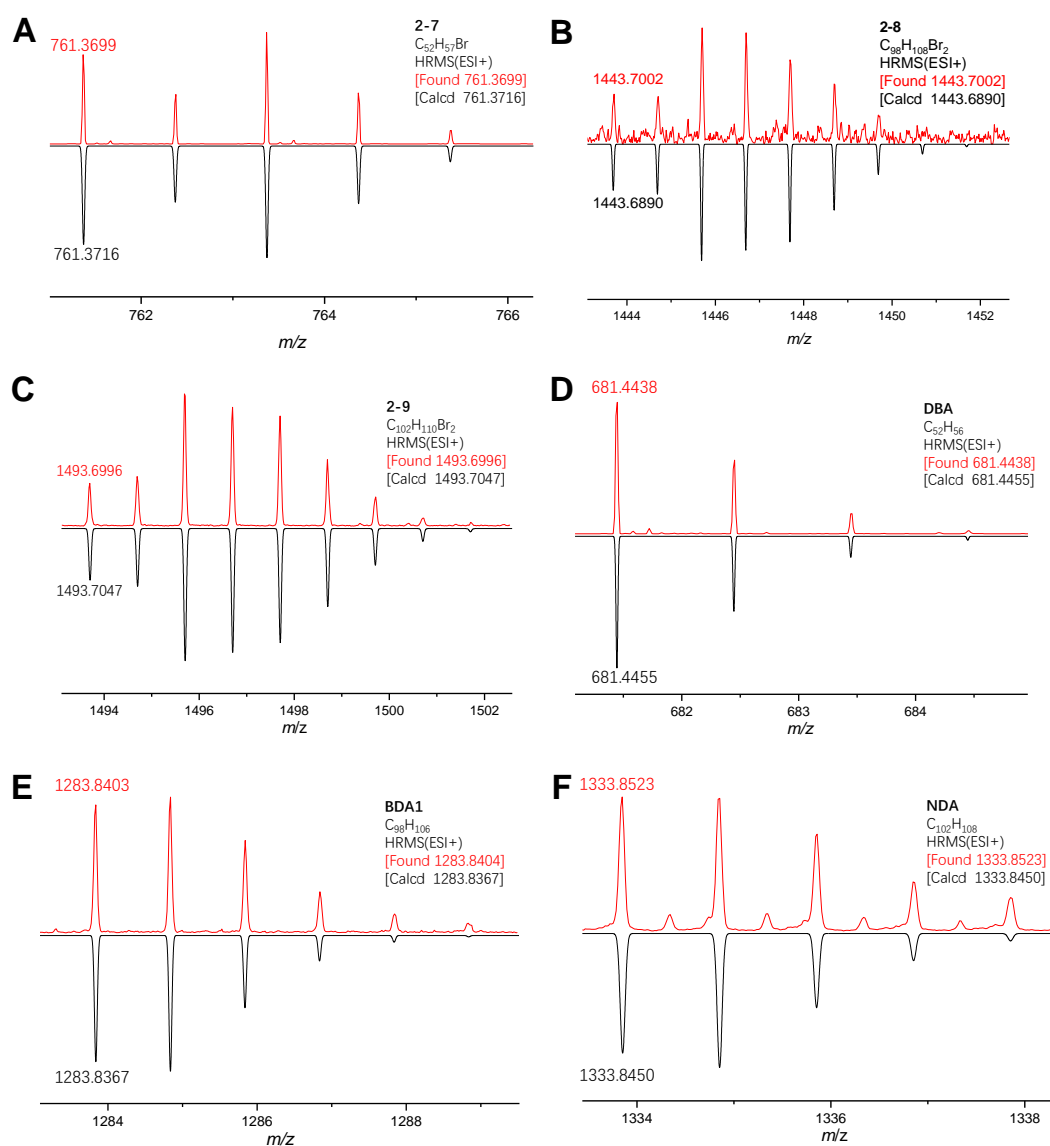 A
2-7
C₅₂H₅₇Br
HRMS(ESI+)
[Found 761.3699]
[Calcd 761.3716]
761.3699
761.3716
762
764
766
m/z
B
2-8
C₉₈H₁₀₈Br₂
HRMS(ESI+)
[Found 1443.7002]
[Calcd 1443.6890]
1443.7002
1443.6890
1444
1446
1448
1450
1452
m/z
C
2-9
C₁₀₂H₁₁₀Br₂
HRMS(ESI+)
[Found 1493.6996]
[Calcd 1493.7047]
1493.6996
1493.7047
1494
1496
1498
1500
1502
m/z
D
DBA
C₅₂H₅₆
HRMS(ESI+)
[Found 681.4438]
[Calcd 681.4455]
681.4438
681.4455
682
683
684
m/z
E
BDA1
C₉₈H₁₀₆
HRMS(ESI+)
[Found 1283.8404]
[Calcd 1283.8367]
1283.8403
1283.8367
1284
1286
1288
m/z
F
NDA
C₁₀₂H₁₀₈
HRMS(ESI+)
[Found 1333.8523]
[Calcd 1333.8450]
1333.8523
1333.8450
1334
1336
1338
m/z